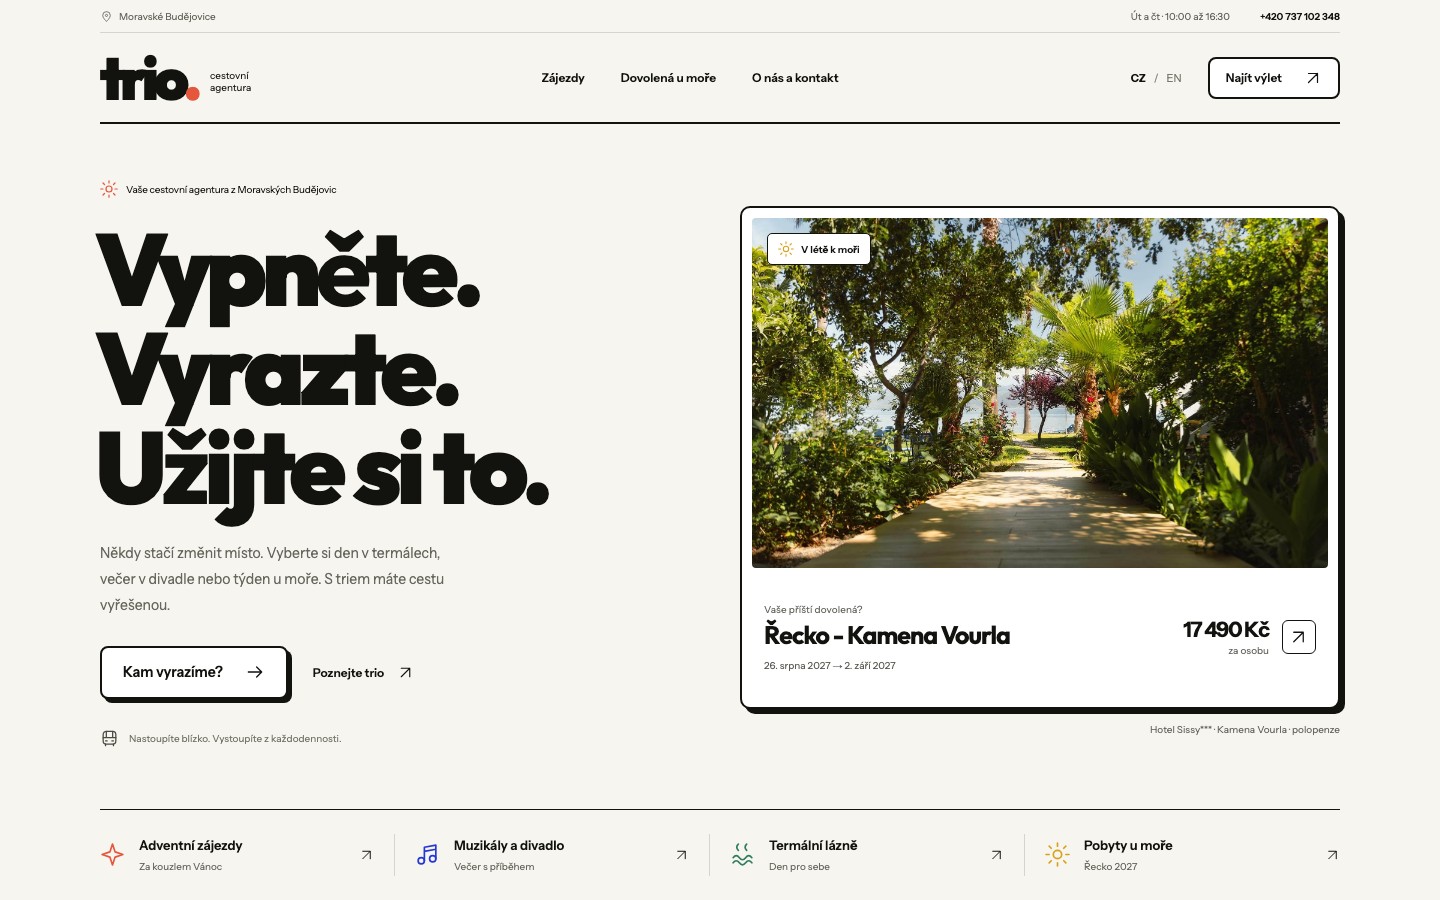 Moravské Budějovice
Út a čt · 10:00 až 16:30
+420 737 102 348
trio.
cestovní
agentura
Zájezdy
Dovolená u moře
O nás a kontakt
CZ / EN
Najít výlet
Vaše cestovní agentura z Moravských Budějovic
Vypněte.
Vyrazte.
Užijte si to.
Někdy stačí změnit místo. Vyberte si den v termálech,
večer v divadle nebo týden u moře. S triem máte cestu
vyřešenou.
Kam vyrazíme?
Poznejte trio
Nastoupíte blízko. Vystoupíte z každodennosti.
V létě k moři
Vaše příští dovolená?
Řecko - Kamena Vourla
26. srpna 2027 → 2. září 2027
17 490 Kč
za osobu
Hotel Sissy*** · Kamena Vourla · polopenze
Adventní zájezdy
Za kouzlem Vánoc
Muzikály a divadlo
Večer s příběhem
Termální lázně
Den pro sebe
Pobyty u moře
Řecko 2027